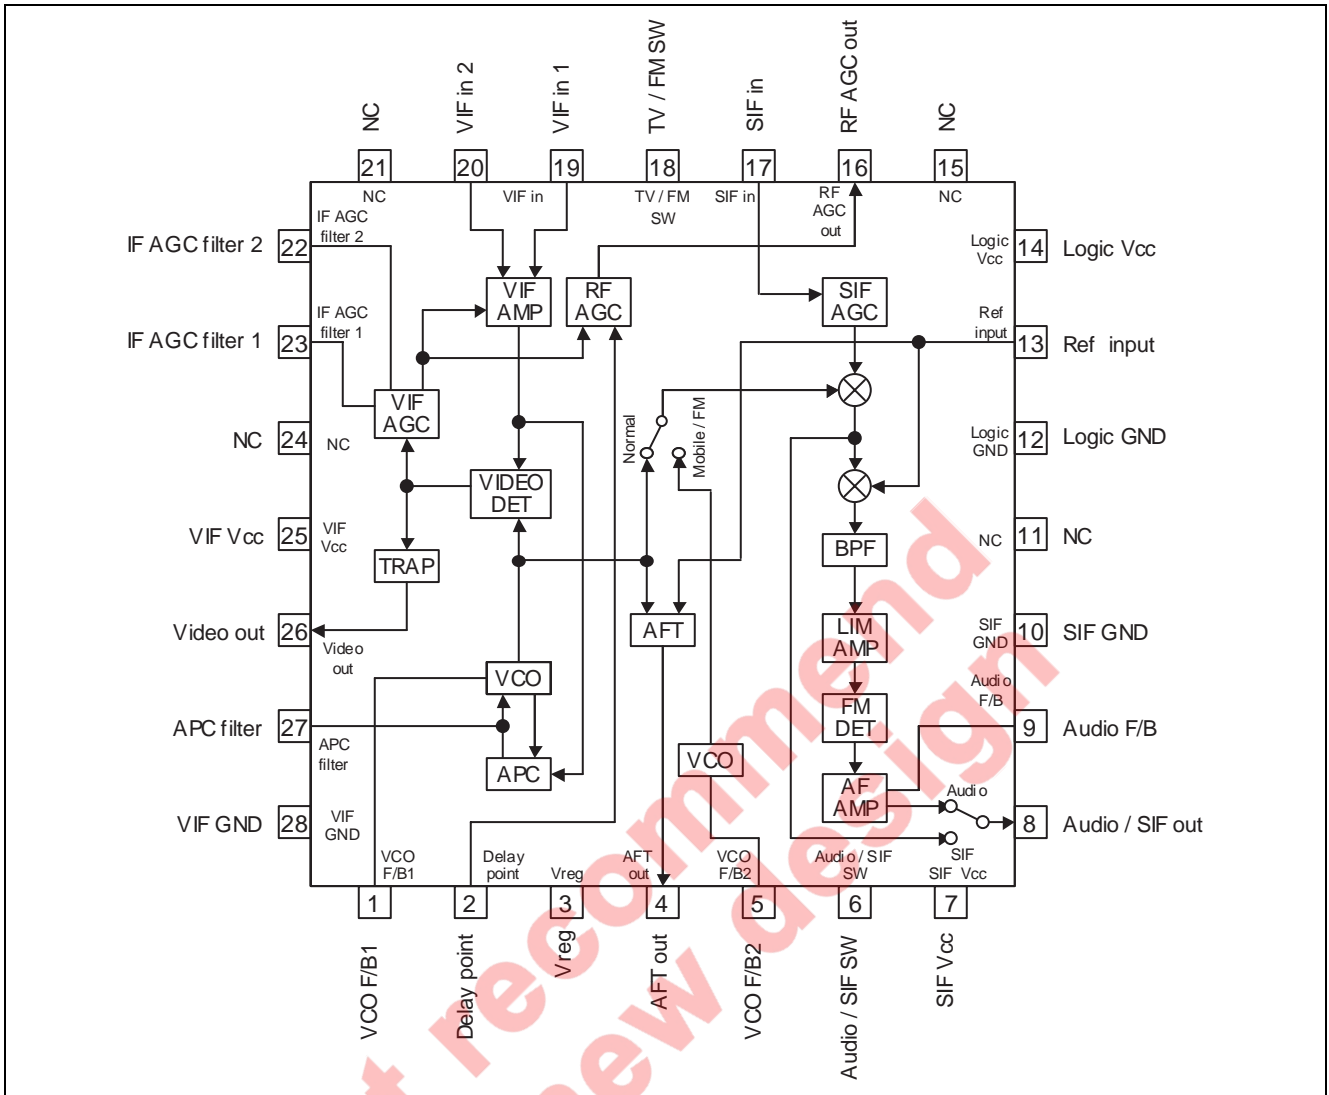 NC
VIF in 2
VIF in 1
TV / FM SW
SIF in
RF AGC out
NC
21
20
19
18
17
16
15
NC
VIF in
TV / FM
SW
SIF in
RF
AGC
out
NC
IF AGC filter 2
22
IF AGC
filter 2
VIF
AMP
RF
AGC
SIF
AGC
Logic
Vcc
14
Logic Vcc
IF AGC filter 1
23
IF AGC
filter 1
Ref
input
13
Ref input
VIF
AGC
Normal
Mobile / FM
NC
24
NC
Logic
GND
12
Logic GND
VIDEO
DET
VIF Vcc
25
VIF
Vcc
TRAP
BPF
NC
11
NC
Video out
26
Video
out
AFT
LIM
AMP
SIF
GND
10
SIF GND
VCO
APC filter
27
APC
filter
APC
VCO
FM
DET
Audio
F/B
9
Audio F/B
AF
AMP
Audio
SIF
VIF GND
28
VIF
GND
8
Audio / SIF out
VCO
F/B1
Delay
point
Vreg
AFT
out
VCO
F/B2
Audio / SIF
SW
SIF Vcc
1
2
3
4
5
6
7
VCO F/B1
Delay point
Vreg
AFT out
VCO F/B2
Audio / SIF SW
SIF Vcc
t recommend
new design